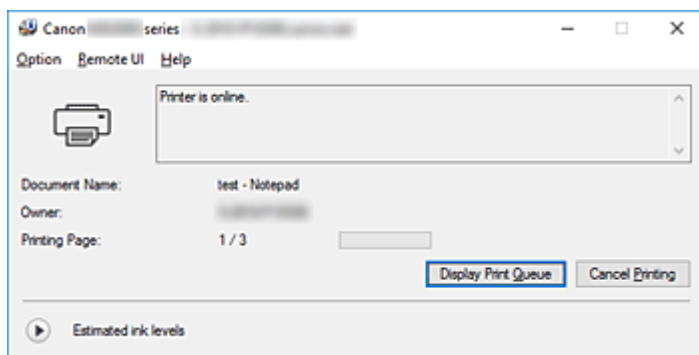 Canon series
Option Remote UI Help
Printer is online.
Document Name: test - Notepad
Owner:
Printing Page: 1 / 3
Display Print Queue Cancel Printing
Estimated ink levels